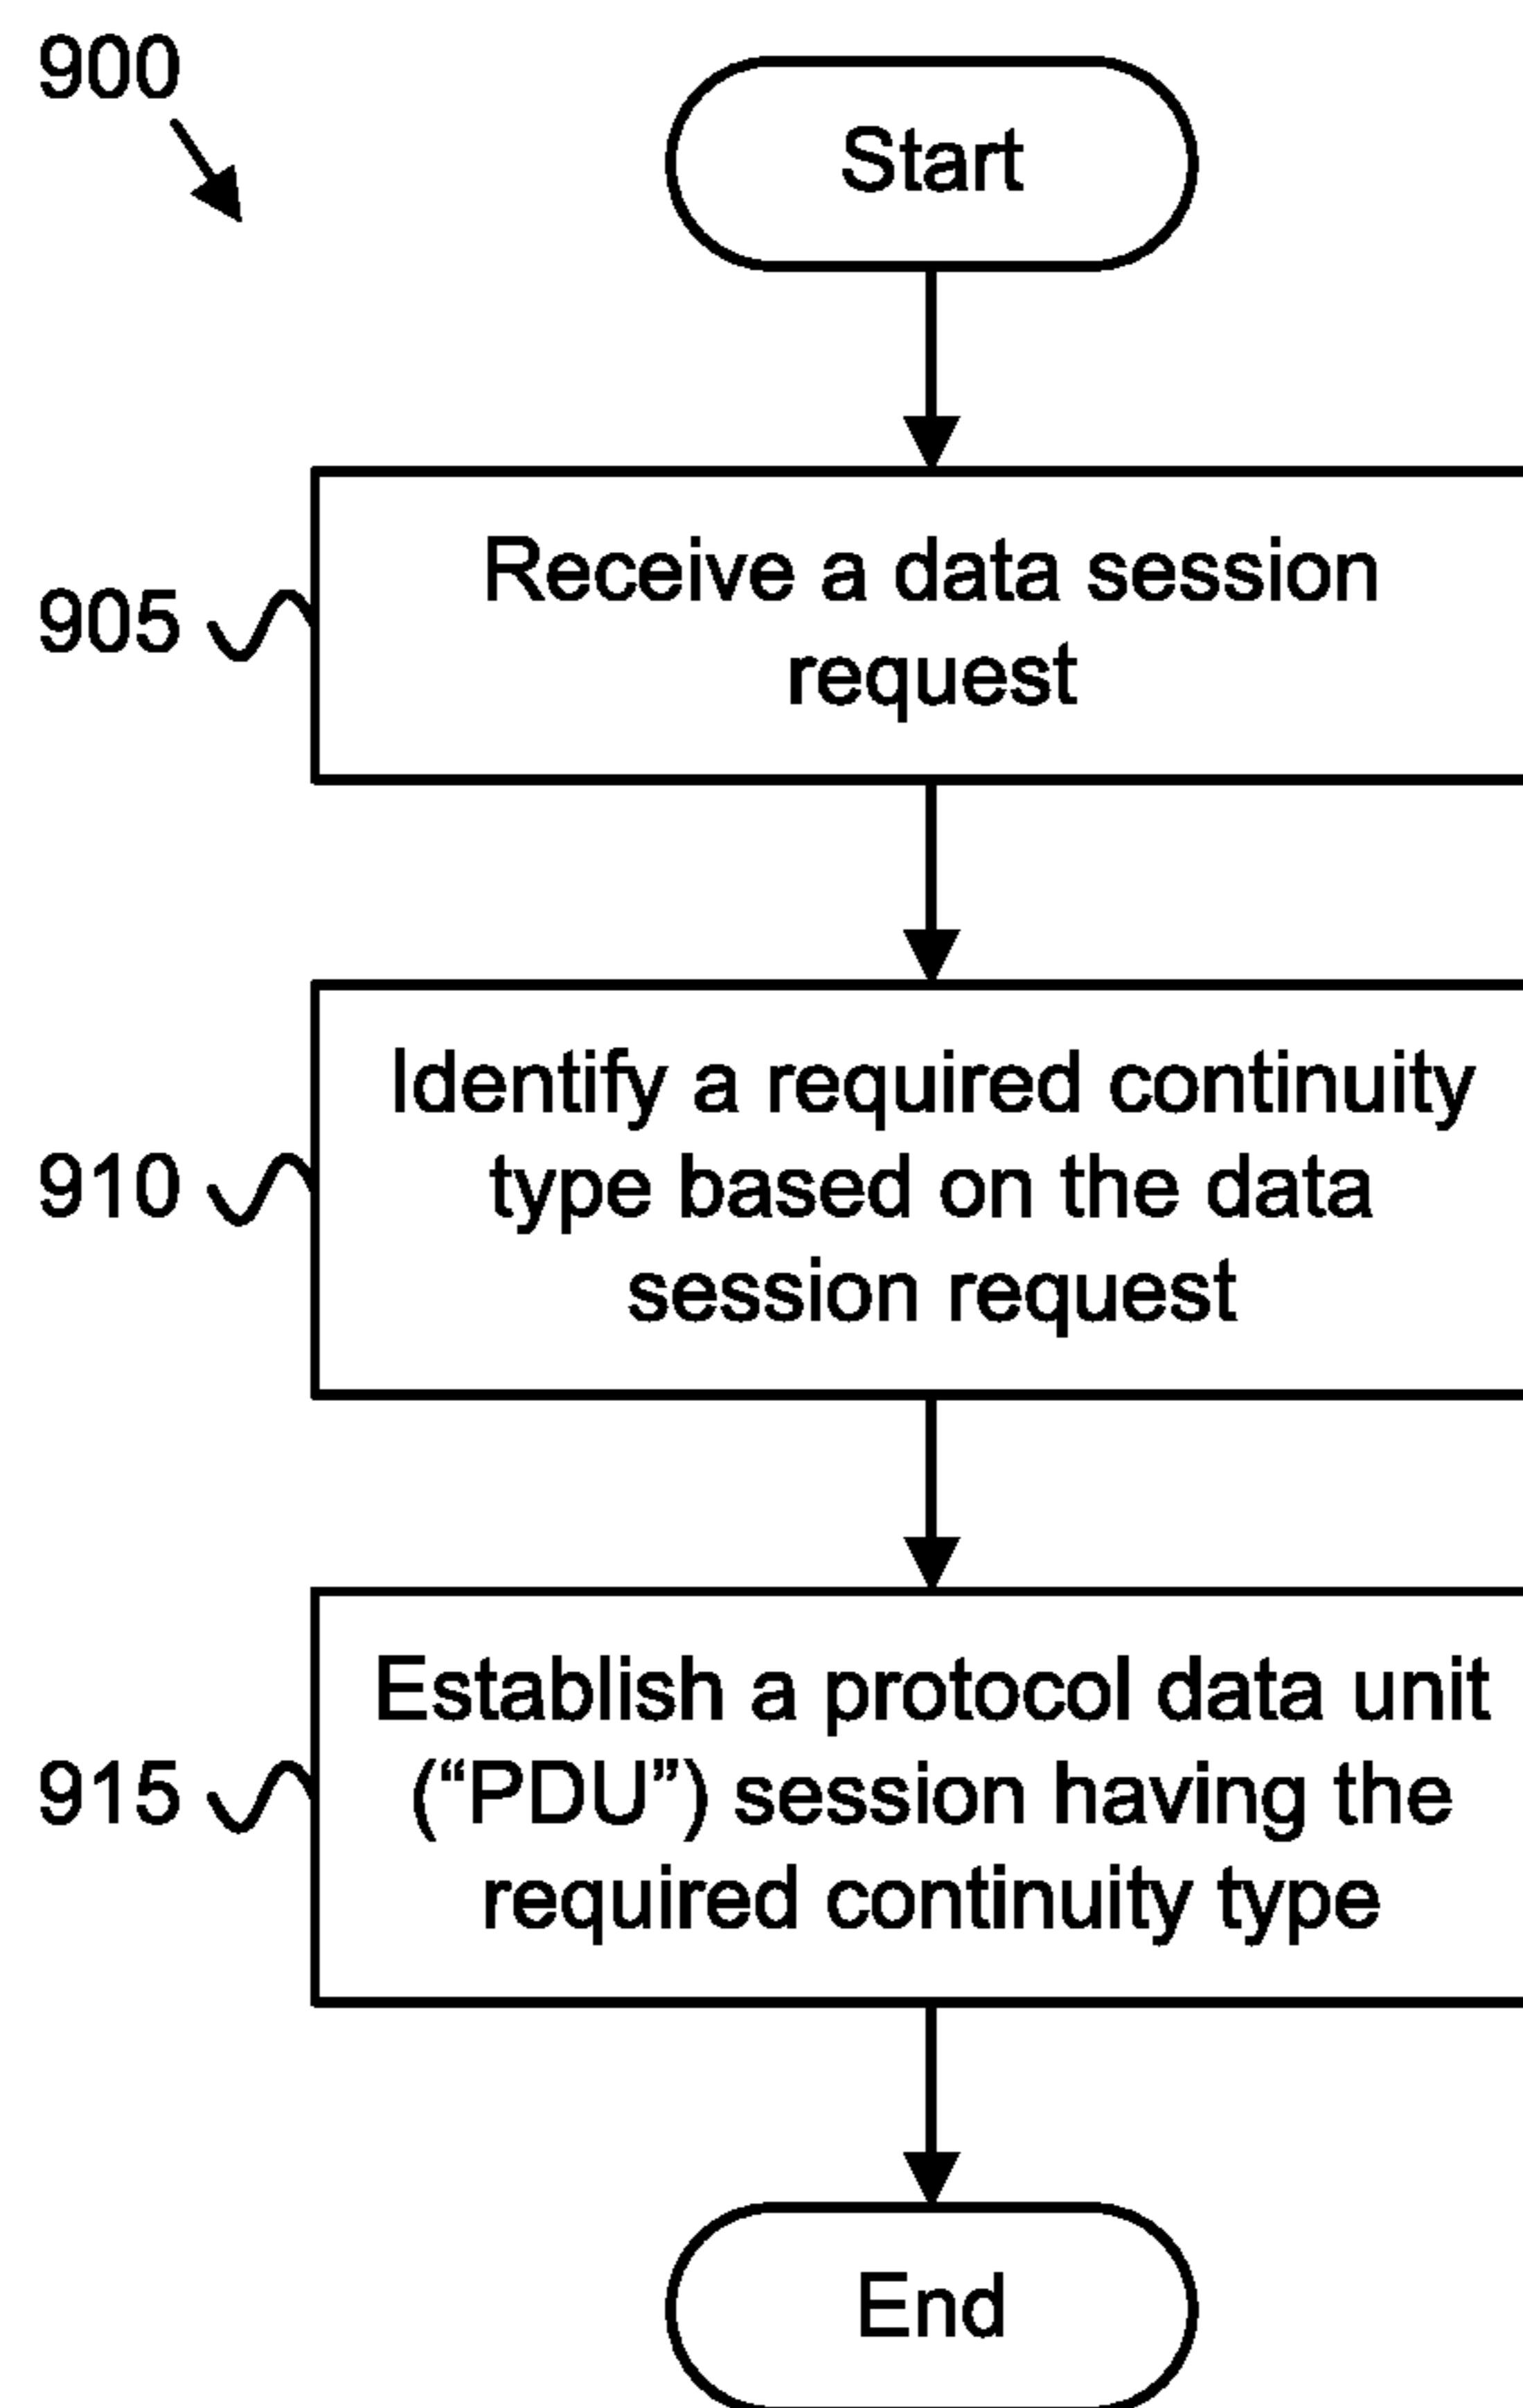 900
Start
905
Receive a data session
request
910
Identify a required continuity
type based on the data
session request
915
Establish a protocol data unit
(“PDU”) session having the
required continuity type
End